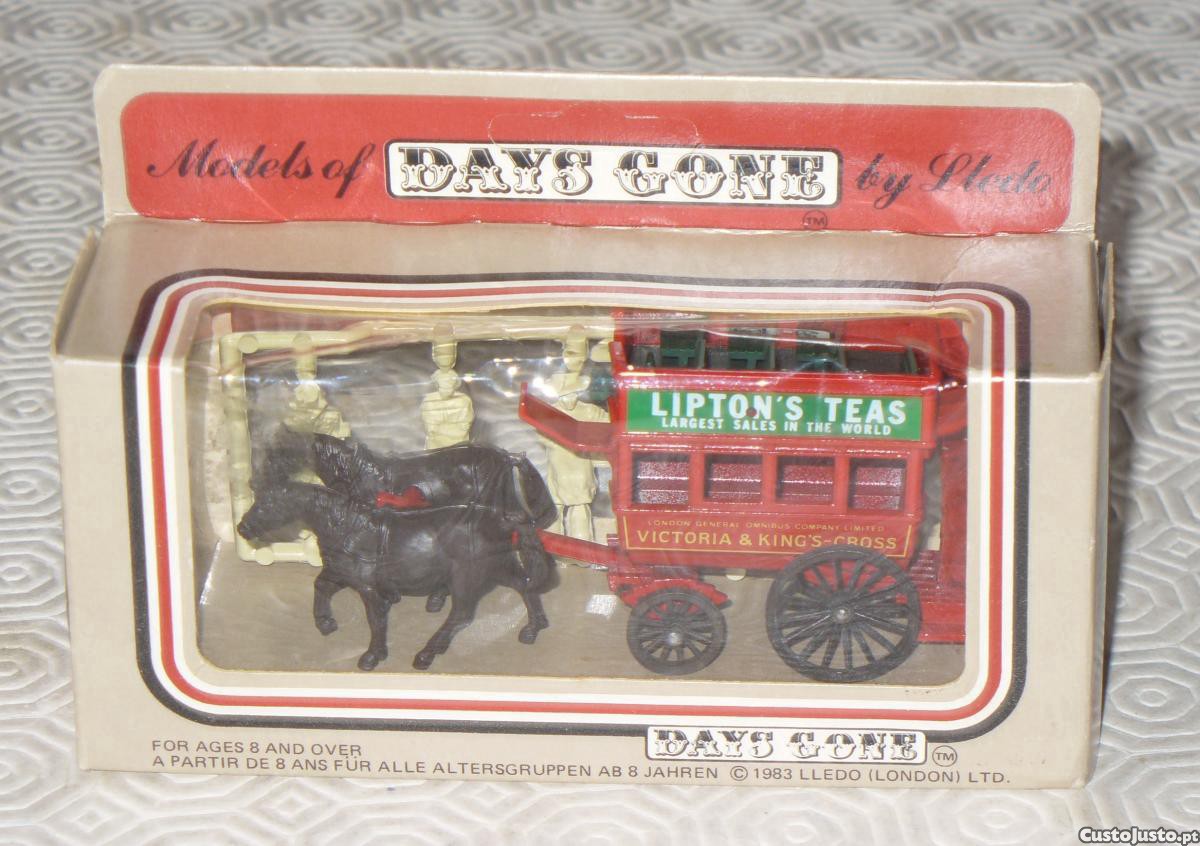 Models of DAYS GONE by Lledo
TM
LIPTON'S TEAS
LARGEST SALES IN THE WORLD
LONDON GENERAL OMNIBUS COMPANY LIMITED
VICTORIA & KING'S-CROSS
DAYS GONE TM
FOR AGES 8 AND OVER
A PARTIR DE 8 ANS FÜR ALLE ALTERSGRUPPEN AB 8 JAHREN © 1983 LLEDO (LONDON) LTD.
CustoJusto.pt